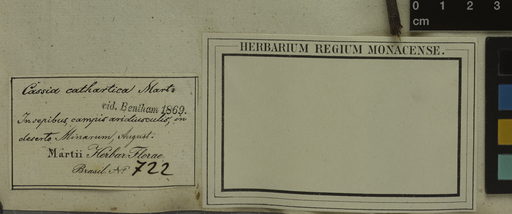 0 1 2 3
cm
HERBARIUM REGIUM MONACENSE.
Cassia cathartica Mart.
vid. Bentham 1869.
In sepibus, campis aridiusculis, in
deserto Minarum, August.
Martii Herbar. Florae
Brasil. No 722